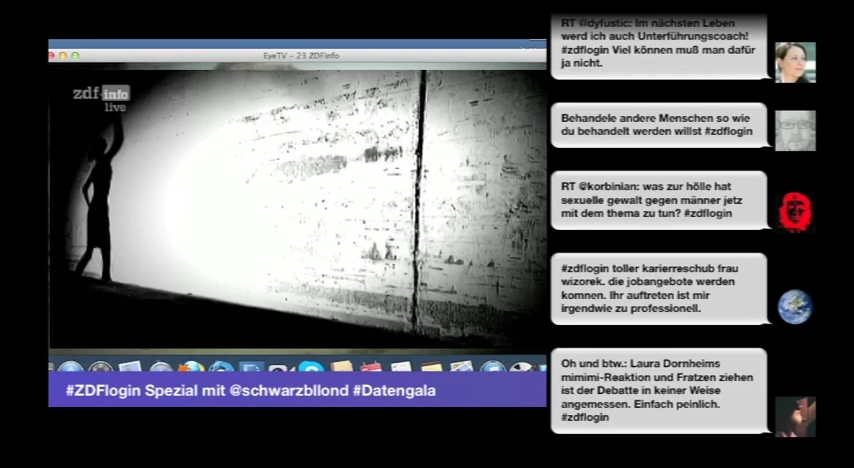 EyeTV – 23 ZDFinfo
zdf info
live
#ZDFlogin Spezial mit @schwarzbllond #Datengala
RT @dyfustic: Im nächsten Leben
werd ich auch Unterführungscoach!
#zdflogin Viel können muß man dafür
ja nicht.
Behandele andere Menschen so wie
du behandelt werden willst #zdflogin
RT @korbinian: was zur hölle hat
sexuelle gewalt gegen männer jetz
mit dem thema zu tun? #zdflogin
#zdflogin toller karierreschub frau
wizorek. die jobangebote werden
komnen. Ihr auftreten ist mir
irgendwie zu professionell.
Oh und btw.: Laura Dornheims
mimimi-Reaktion und Fratzen ziehen
ist der Debatte in keiner Weise
angemessen. Einfach peinlich.
#zdflogin